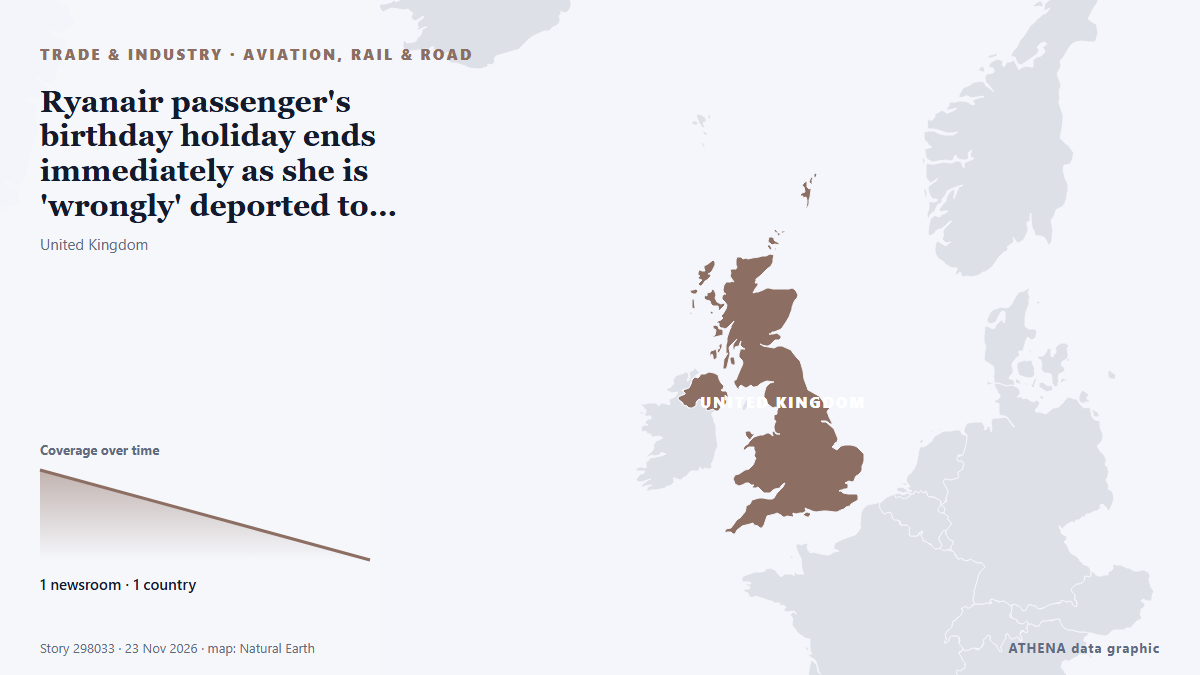 TRADE & INDUSTRY · AVIATION, RAIL & ROAD
Ryanair passenger's
birthday holiday ends
immediately as she is
'wrongly' deported to...
United Kingdom
UNITED KINGDOM
Coverage over time
1 newsroom · 1 country
Story 298033 · 23 Nov 2026 · map: Natural Earth
ATHENA data graphic